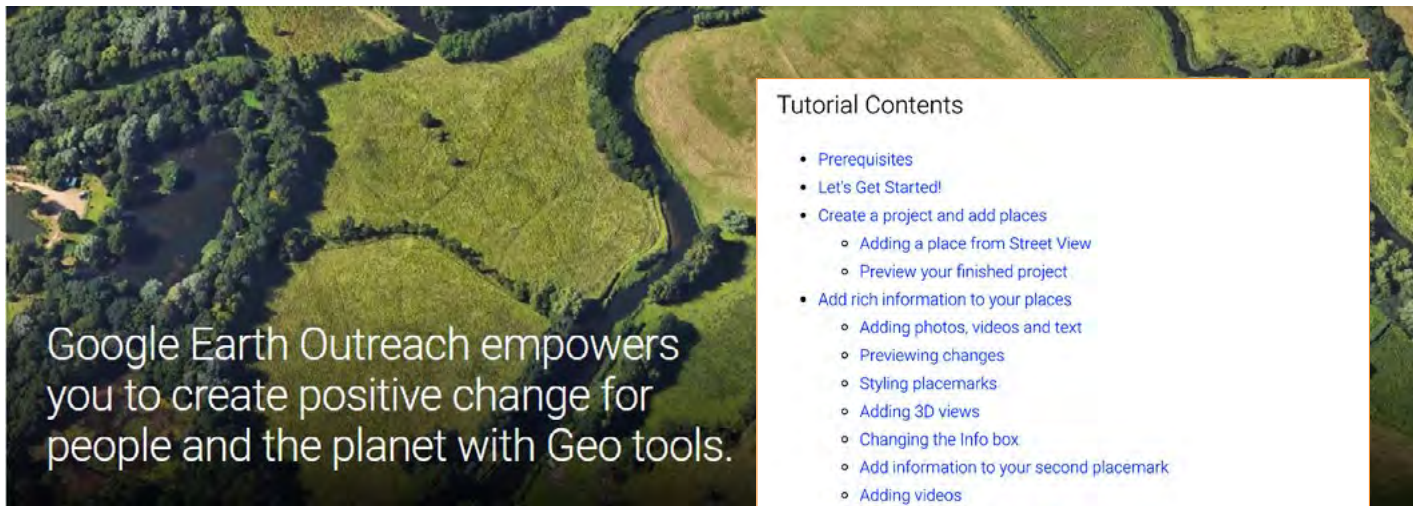 Google Earth Outreach empowers
you to create positive change for
people and the planet with Geo tools.
Tutorial Contents
• Prerequisites
• Let's Get Started!
• Create a project and add places
◦ Adding a place from Street View
◦ Preview your finished project
• Add rich information to your places
◦ Adding photos, videos and text
◦ Previewing changes
◦ Styling placemarks
◦ Adding 3D views
◦ Changing the Info box
◦ Add information to your second placemark
◦ Adding videos